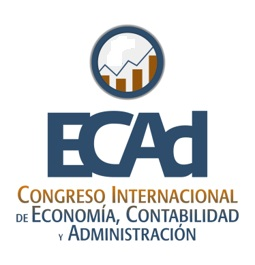 ECAd
CONGRESO INTERNACIONAL
DE ECONOMÍA, CONTABILIDAD
Y ADMINISTRACIÓN